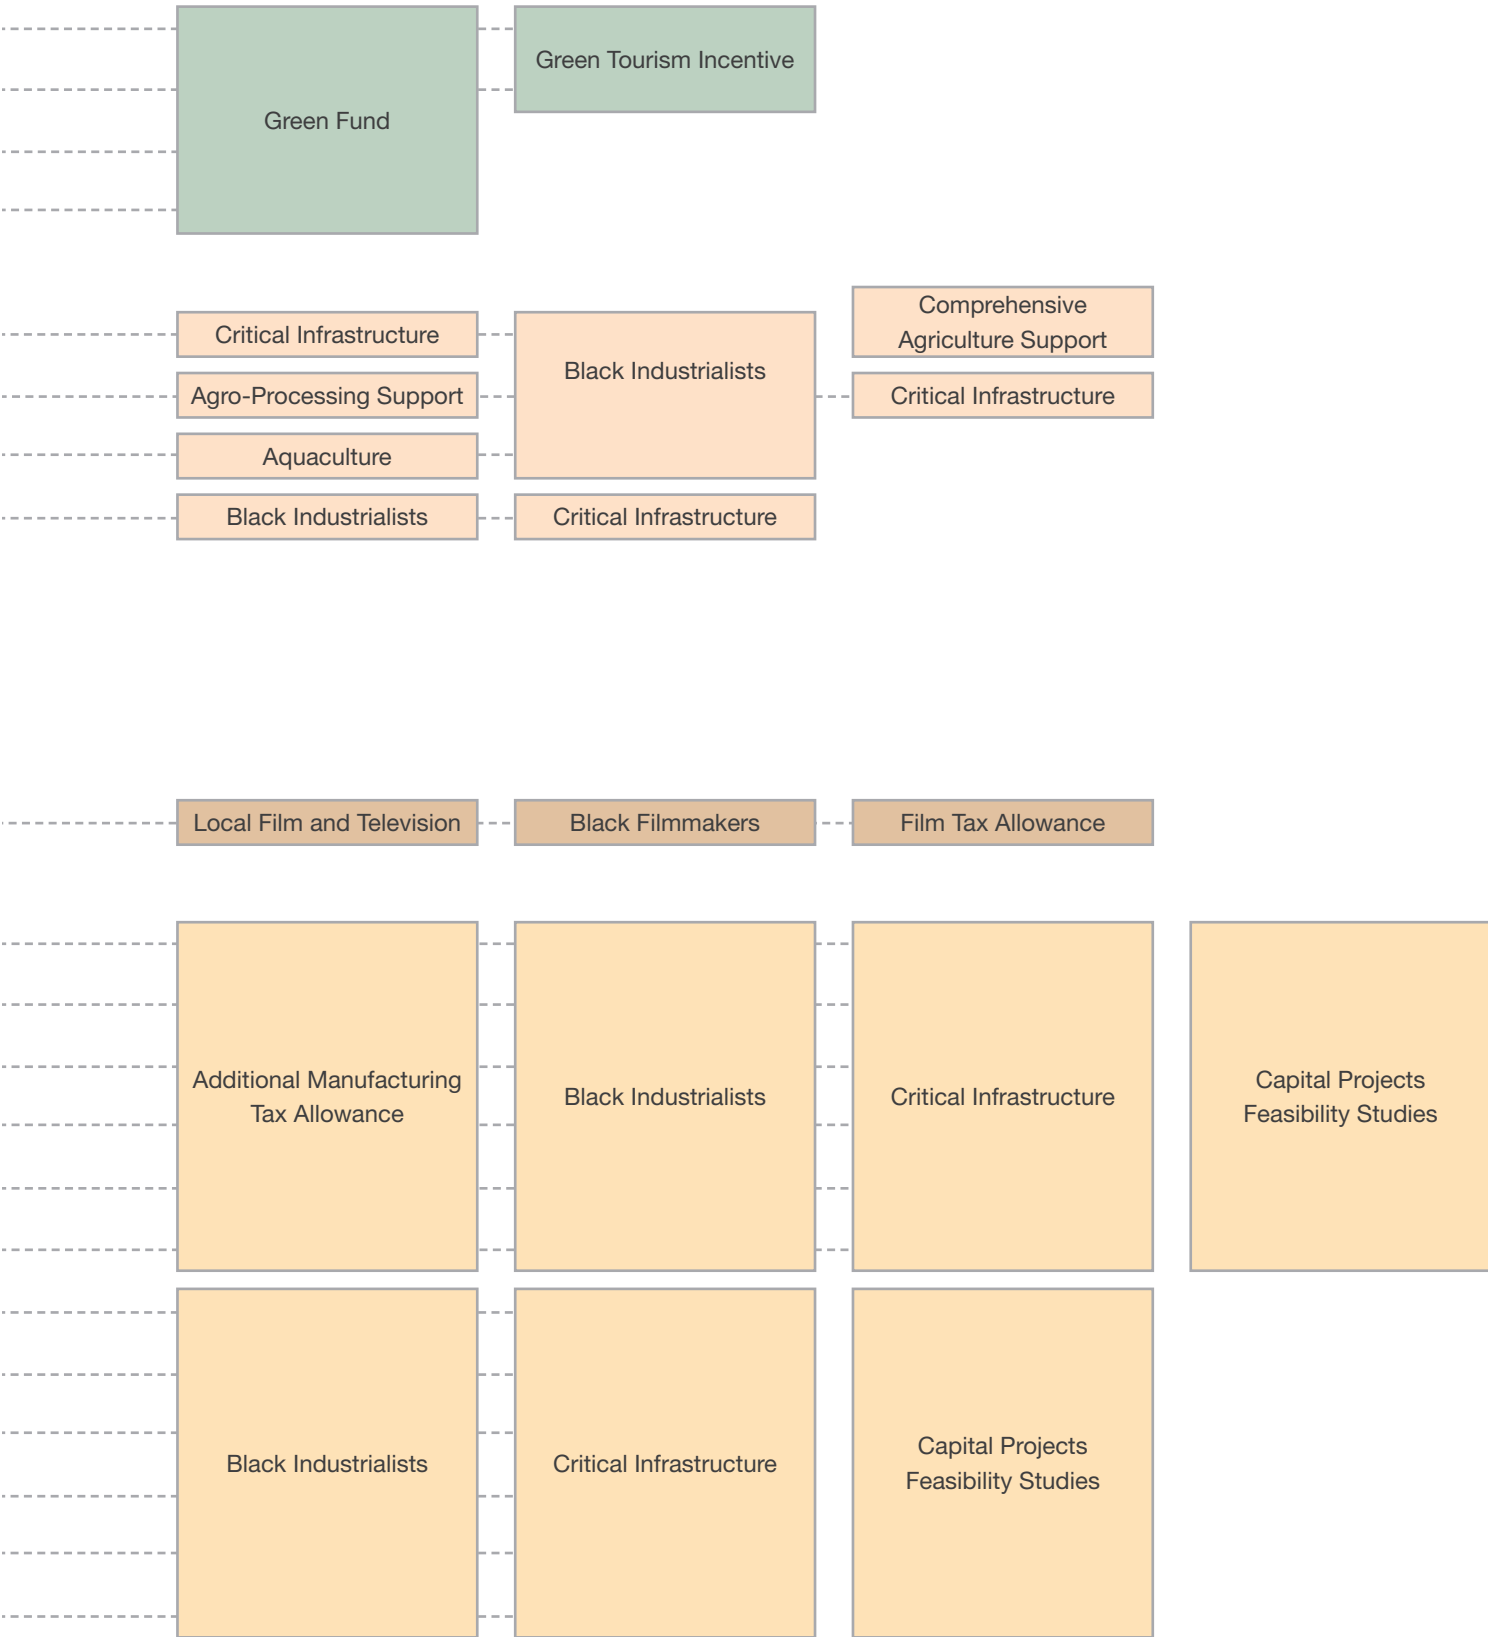 Green Tourism Incentive
Green Fund
Comprehensive
Agriculture Support
Critical Infrastructure
Black Industrialists
Agro-Processing Support
Critical Infrastructure
Aquaculture
Black Industrialists
Critical Infrastructure
Local Film and Television
Black Filmmakers
Film Tax Allowance
Additional Manufacturing
Tax Allowance
Black Industrialists
Critical Infrastructure
Capital Projects
Feasibility Studies
Black Industrialists
Critical Infrastructure
Capital Projects
Feasibility Studies